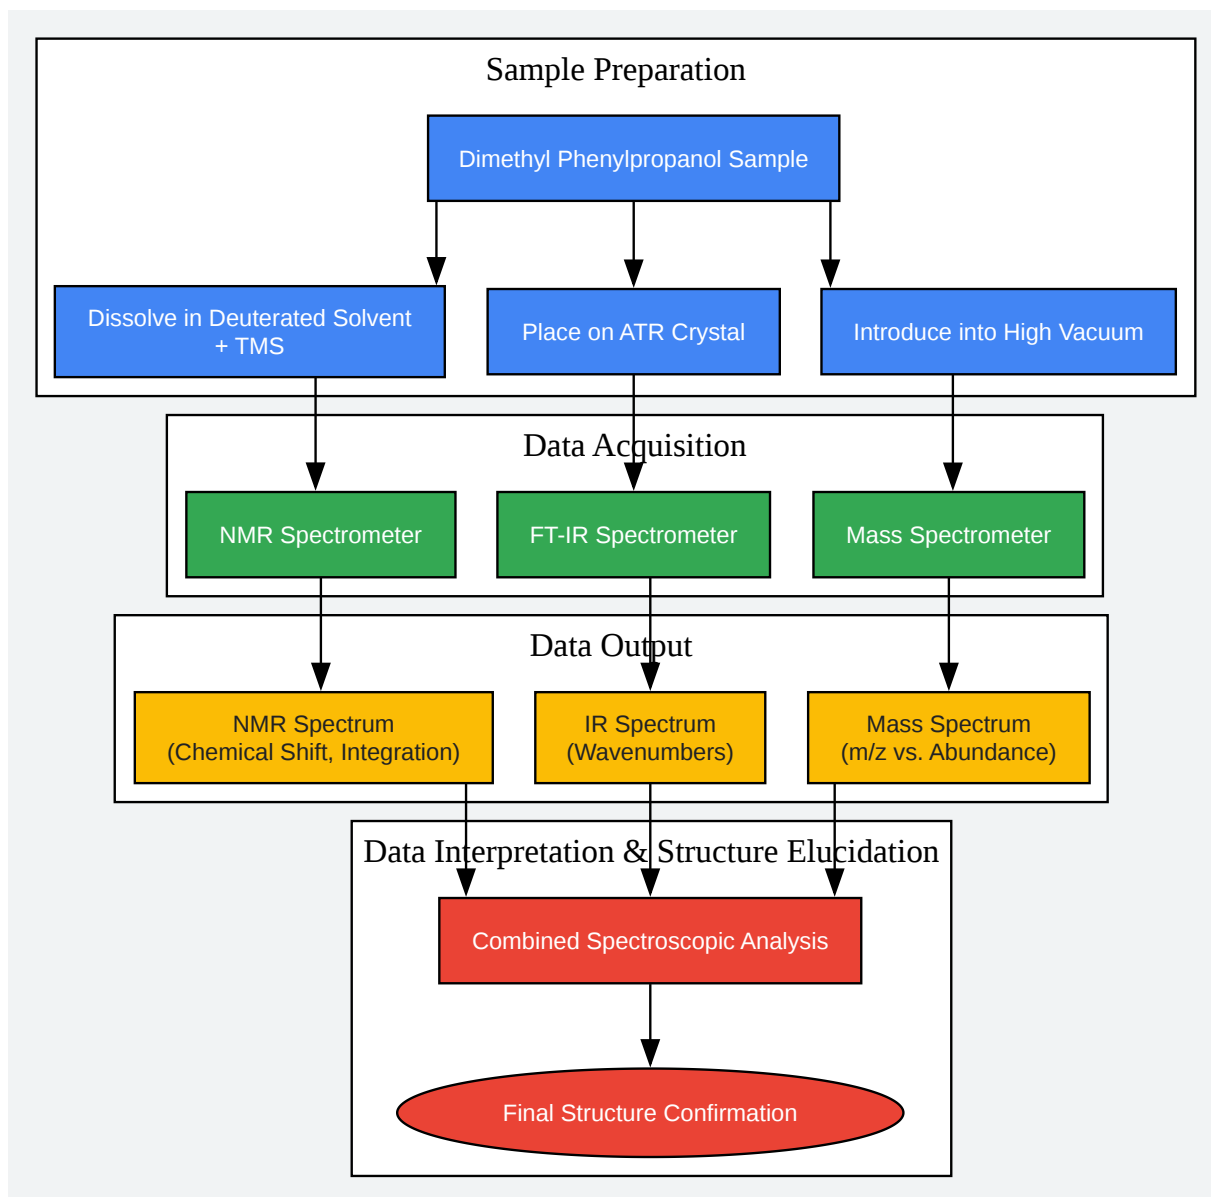 Sample Preparation
Dimethyl Phenylpropanol Sample
Dissolve in Deuterated Solvent
+ TMS
Place on ATR Crystal
Introduce into High Vacuum
Data Acquisition
NMR Spectrometer
FT-IR Spectrometer
Mass Spectrometer
Data Output
NMR Spectrum
(Chemical Shift, Integration)
IR Spectrum
(Wavenumbers)
Mass Spectrum
(m/z vs. Abundance)
Data Interpretation & Structure Elucidation
Combined Spectroscopic Analysis
Final Structure Confirmation